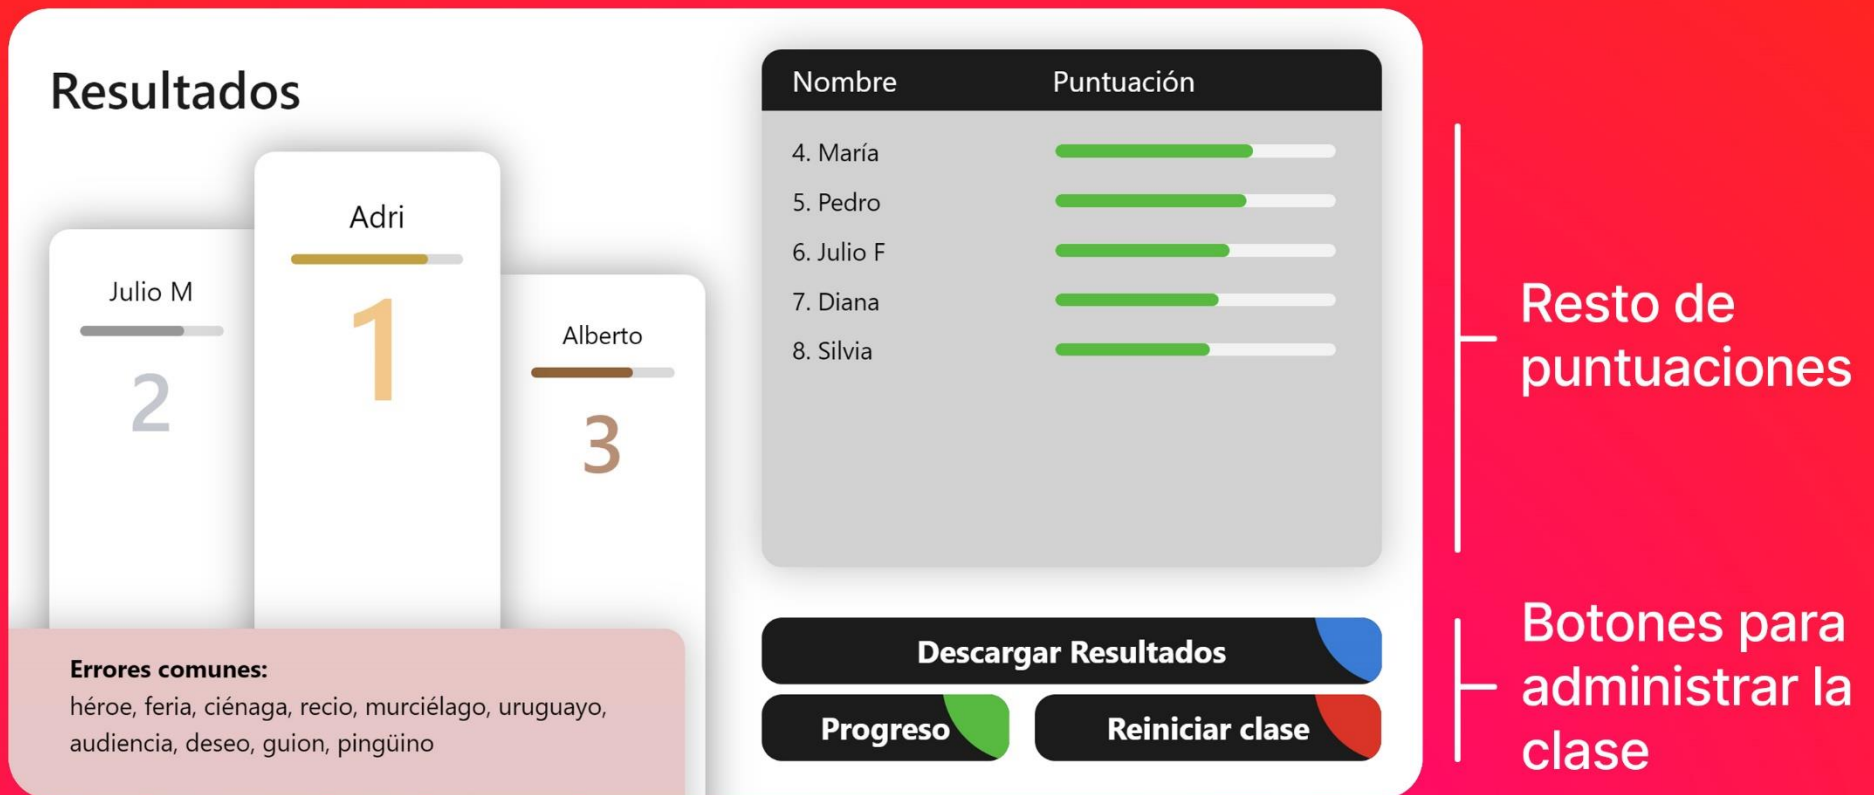 Resultados
Julio M
2
Adri
1
Alberto
3
Errores comunes:
héroe, feria, ciénaga, recio, murciélago, uruguayo,
audiencia, deseo, guion, pingüino
Nombre Puntuación
4. María
5. Pedro
6. Julio F
7. Diana
8. Silvia
Descargar Resultados
Progreso
Reiniciar clase
Resto de
puntuaciones
Botones para
administrar la
clase